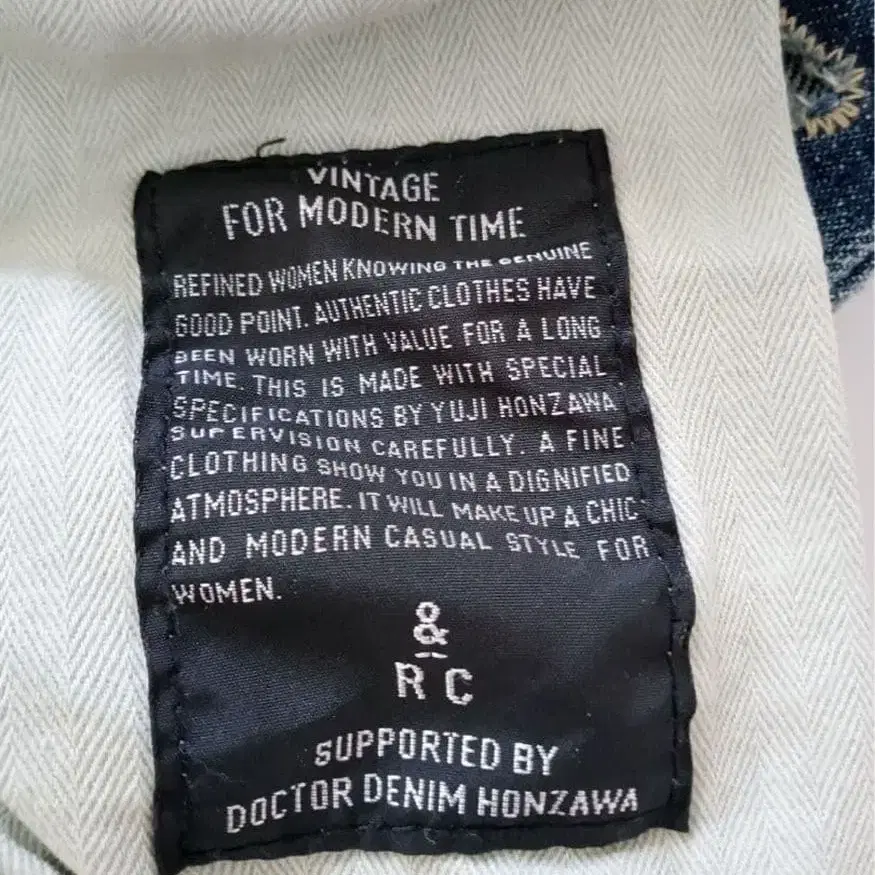 VINTAGE
FOR MODERN TIME
REFINED WOMEN KNOWING THE GENUINE
GOOD POINT. AUTHENTIC CLOTHES HAVE
BEEN WORN WITH VALUE FOR A LONG
TIME. THIS IS MADE WITH SPECIAL
SPECIFICATIONS BY YUJI HONZAWA
SUPERVISION CAREFULLY. A FINE
CLOTHING SHOW YOU IN A DIGNIFIED
ATMOSPHERE. IT WILL MAKE UP A CHIC
AND MODERN CASUAL STYLE FOR
WOMEN.
&
RC
SUPPORTED BY
DOCTOR DENIM HONZAWA